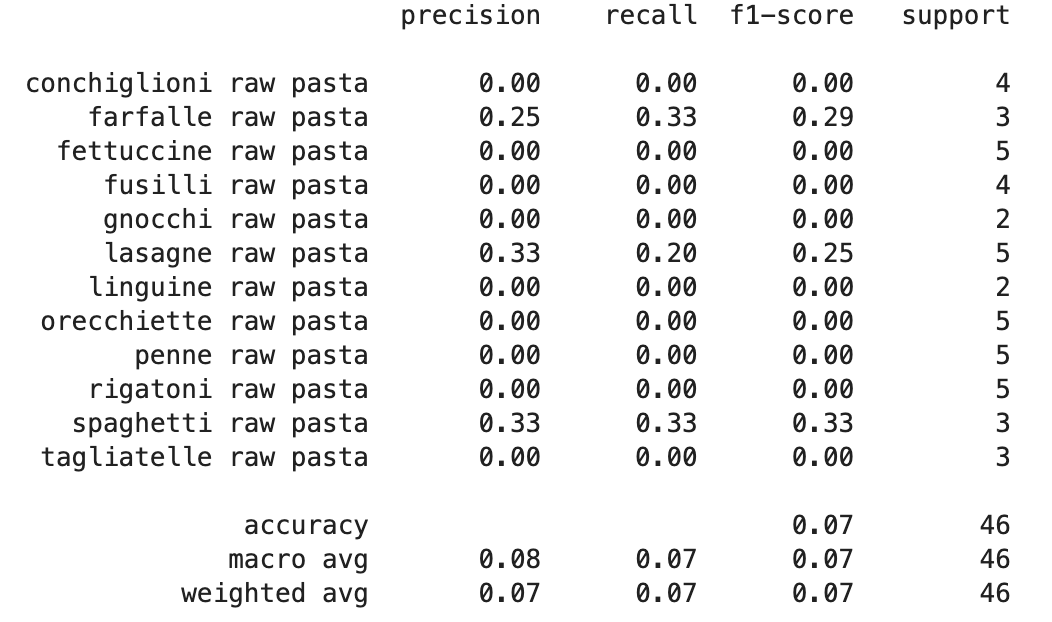 precision recall f1-score support
conchiglioni raw pasta 0.00 0.00 0.00 4
farfalle raw pasta 0.25 0.33 0.29 3
fettuccine raw pasta 0.00 0.00 0.00 5
fusilli raw pasta 0.00 0.00 0.00 4
gnocchi raw pasta 0.00 0.00 0.00 2
lasagne raw pasta 0.33 0.20 0.25 5
linguine raw pasta 0.00 0.00 0.00 2
orecchiette raw pasta 0.00 0.00 0.00 5
penne raw pasta 0.00 0.00 0.00 5
rigatoni raw pasta 0.00 0.00 0.00 5
spaghetti raw pasta 0.33 0.33 0.33 3
tagliatelle raw pasta 0.00 0.00 0.00 3
accuracy 0.07 46
macro avg 0.08 0.07 0.07 46
weighted avg 0.07 0.07 0.07 46